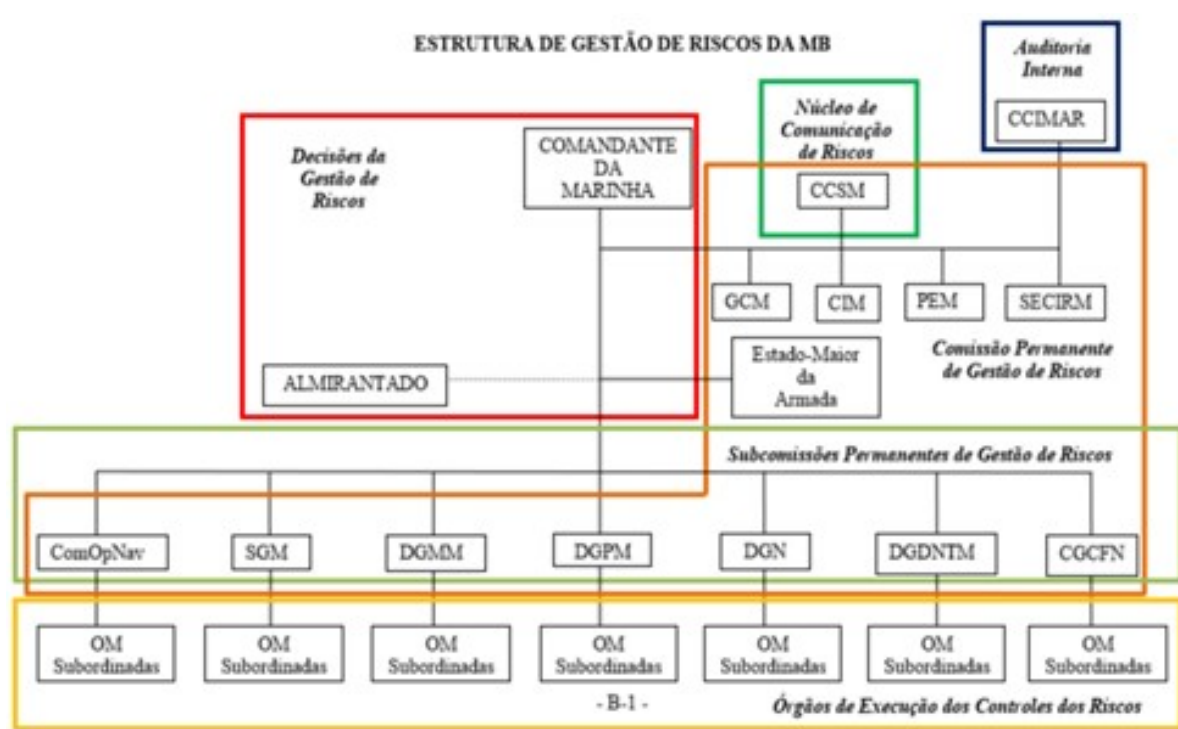 ESTRUTURA DE GESTÃO DE RISCOS DA MB
Auditoria
Interna
CCIMAR
Núcleo de
Comunicação
de Riscos
CCSM
Decisões da
Gestão de
Riscos
COMANDANTE
DA
MARINHA
GCM
CIM
PEM
SECIRM
Comissão Permanente
de Gestão de Riscos
Estado-Maior
da
Armada
ALMIRANTADO
Subcomissões Permanentes de Gestão de Riscos
ComOpNav
SGM
DGMM
DGPM
DGN
DGDNTM
CGCFN
OM
Subordinadas
OM
Subordinadas
OM
Subordinadas
OM
Subordinadas
OM
Subordinadas
OM
Subordinadas
OM
Subordinadas
- B-1 -
Órgãos de Execução dos Controles dos Riscos